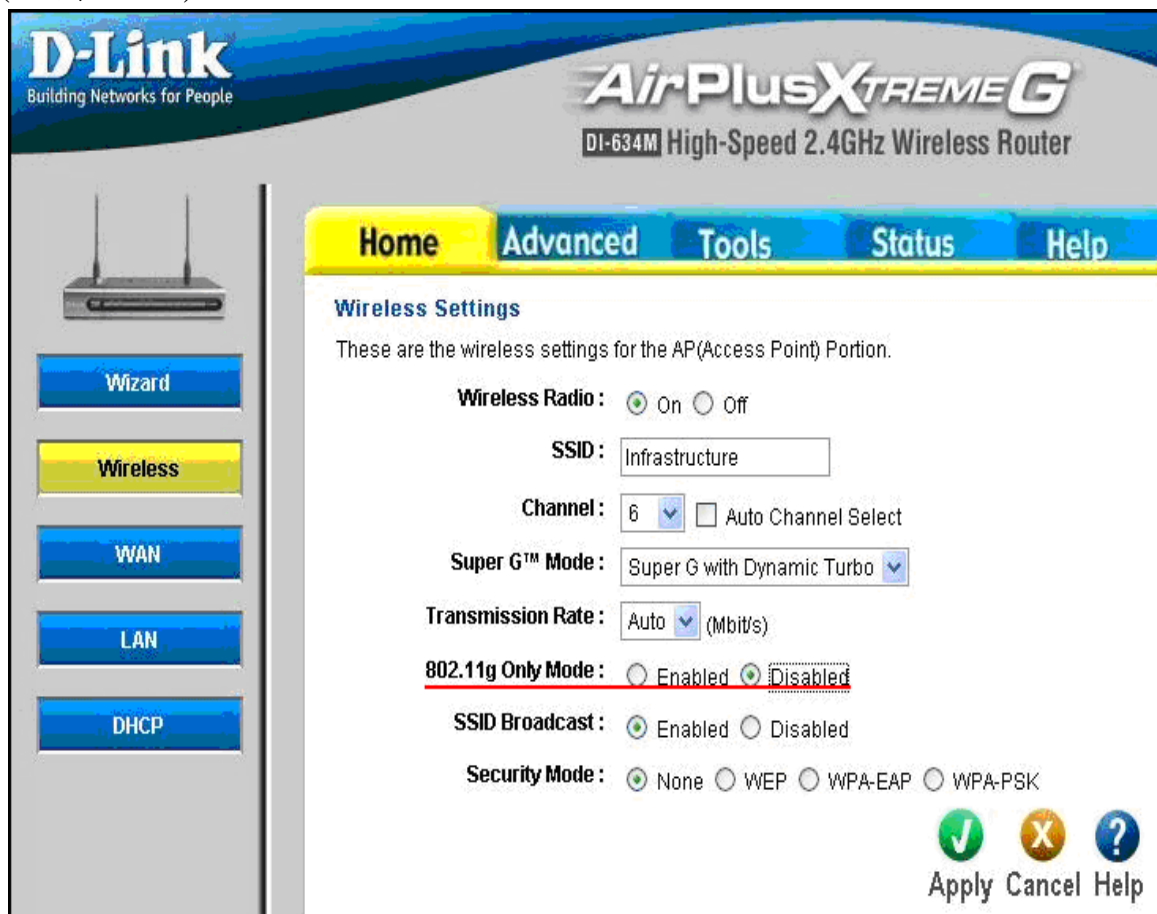 D-Link
Building Networks for People
AirPlus XTREME G
DI-634M High-Speed 2.4GHz Wireless Router
Home Advanced Tools Status Help
Wizard
Wireless
WAN
LAN
DHCP
Wireless Settings
These are the wireless settings for the AP(Access Point) Portion.
Wireless Radio : On Off
SSID : Infrastructure
Channel : 6 Auto Channel Select
Super G™ Mode : Super G with Dynamic Turbo
Transmission Rate : Auto (Mbit/s)
802.11g Only Mode : Enabled Disabled
SSID Broadcast : Enabled Disabled
Security Mode : None WEP WPA-EAP WPA-PSK
Apply Cancel Help